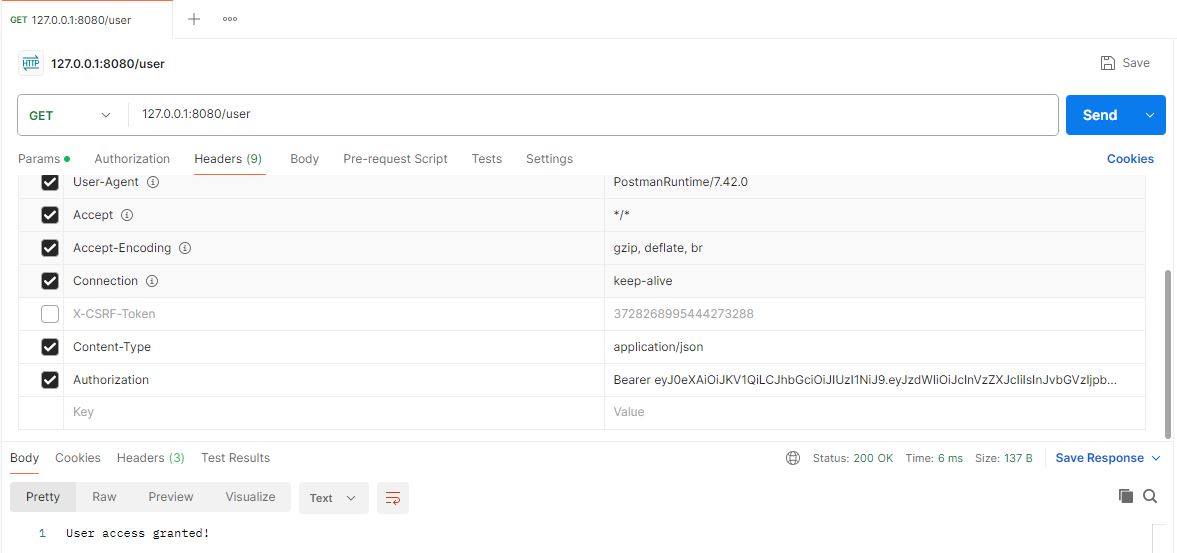 GET 127.0.0.1:8080/user
HTTP 127.0.0.1:8080/user Save
GET 127.0.0.1:8080/user Send
Params Authorization Headers (9) Body Pre-request Script Tests Settings Cookies
User-Agent PostmanRuntime/7.42.0
Accept */*
Accept-Encoding gzip, deflate, br
Connection keep-alive
X-CSRF-Token 3728268995444273288
Content-Type application/json
Authorization Bearer eyJ0eXAiOiJKV1QiLCJhbGciOiJIUzI1NiJ9.eyJzdWIiOiJcInVzZXJcIiIsInJvbGVzIjpb...
Key Value
Body Cookies Headers (3) Test Results Status: 200 OK Time: 6 ms Size: 137 B Save Response
Pretty Raw Preview Visualize Text
1 User access granted!